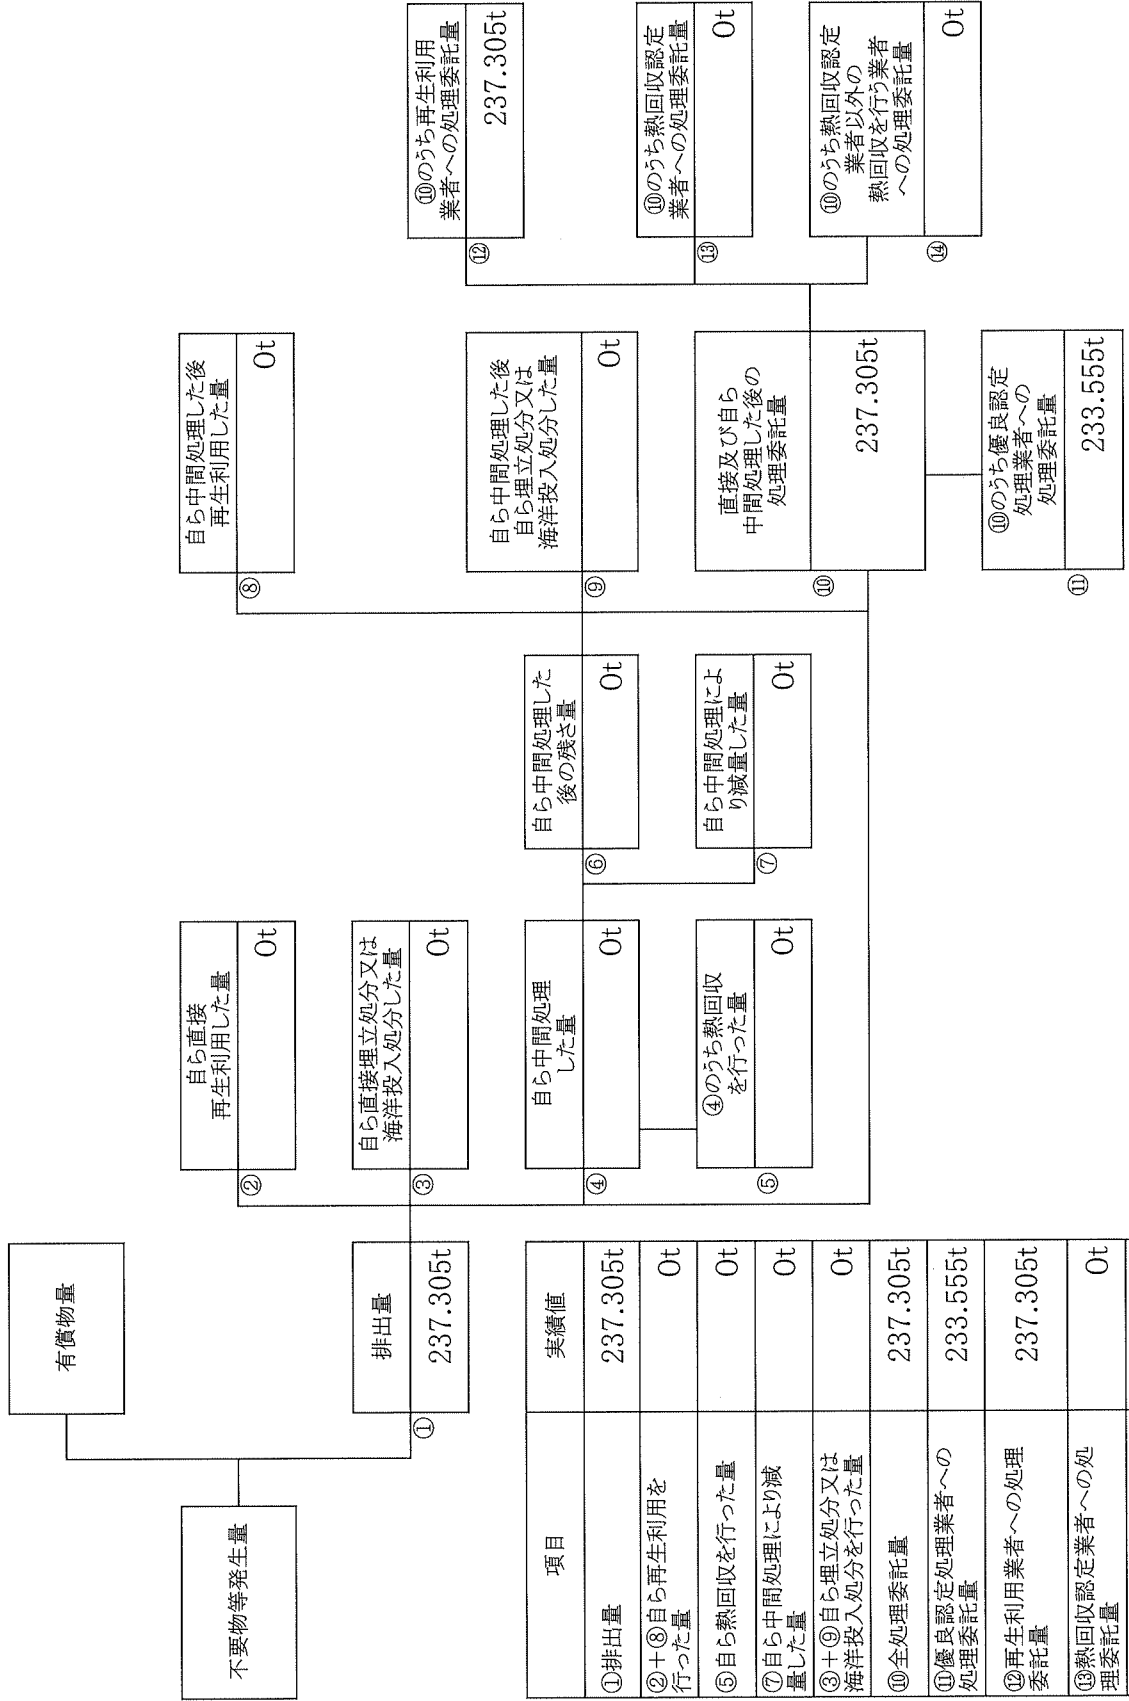 不要物等発生量
有償物量
①
排出量
237.305t
②
自ら直接
再生利用した量
0t
③
自ら直接埋立処分又は
海洋投入処分した量
0t
④
自ら中間処理
した量
0t
⑤
④のうち熱回収
を行った量
0t
⑥
自ら中間処理した
後の残さ量
0t
⑦
自ら中間処理によ
り減量した量
0t
⑧
自ら中間処理した後
再生利用した量
0t
⑨
自ら中間処理した後
自ら埋立処分又は
海洋投入処分した量
0t
⑩
直接及び自ら
中間処理した後の
処理委託量
237.305t
⑪
⑩のうち優良認定
処理業者への
処理委託量
233.555t
⑫
⑩のうち再生利用
業者への処理委託量
237.305t
⑬
⑩のうち熱回収認定
業者への処理委託量
0t
⑭
⑩のうち熱回収認定
業者以外の
熱回収を行う業者
への処理委託量
0t
項目
実績値
①排出量
237.305t
②+⑧自ら再生利用を
行った量
0t
⑤自ら熱回収を行った量
0t
⑦自ら中間処理により減
量した量
0t
③+⑨自ら埋立処分又は
海洋投入処分を行った量
0t
⑩全処理委託量
237.305t
⑪優良認定処理業者への
処理委託量
233.555t
⑫再生利用業者への処理
委託量
237.305t
⑬熱回収認定業者への処
理委託量
0t